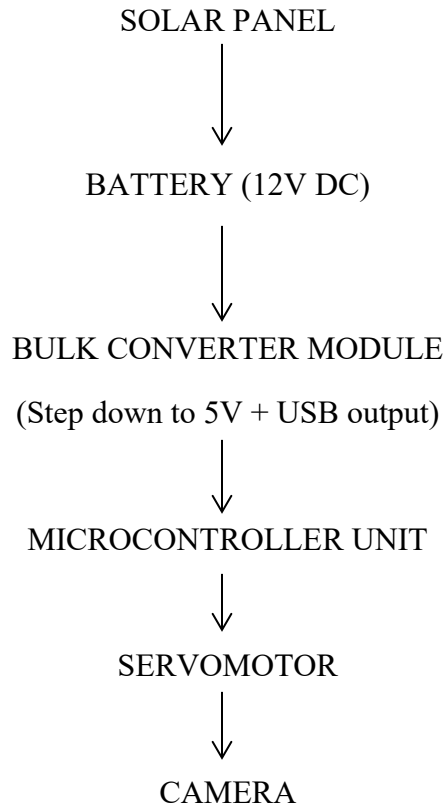 SOLAR PANEL
BATTERY (12V DC)
BULK CONVERTER MODULE
(Step down to 5V + USB output)
MICROCONTROLLER UNIT
SERVOMOTOR
CAMERA